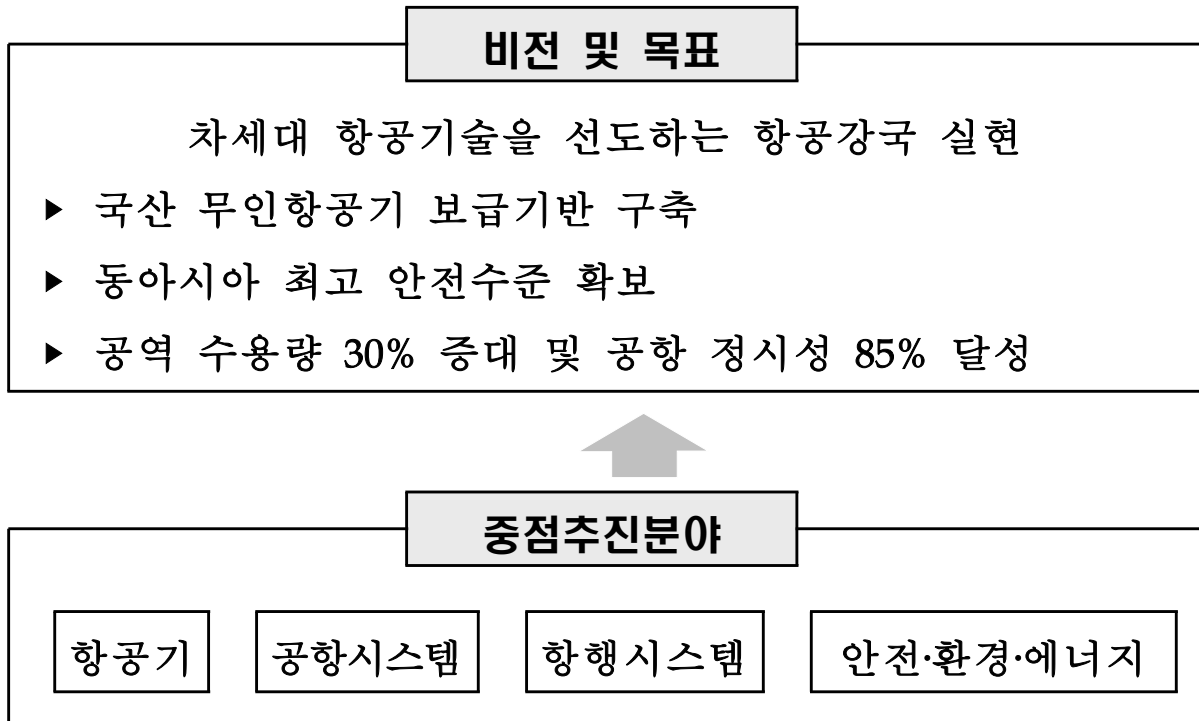 비전 및 목표
차세대 항공기술을 선도하는 항공강국 실현
▶ 국산 무인항공기 보급기반 구축
▶ 동아시아 최고 안전수준 확보
▶ 공역 수용량 30% 증대 및 공항 정시성 85% 달성
중점추진분야
항공기 공항시스템 항행시스템 안전·환경·에너지